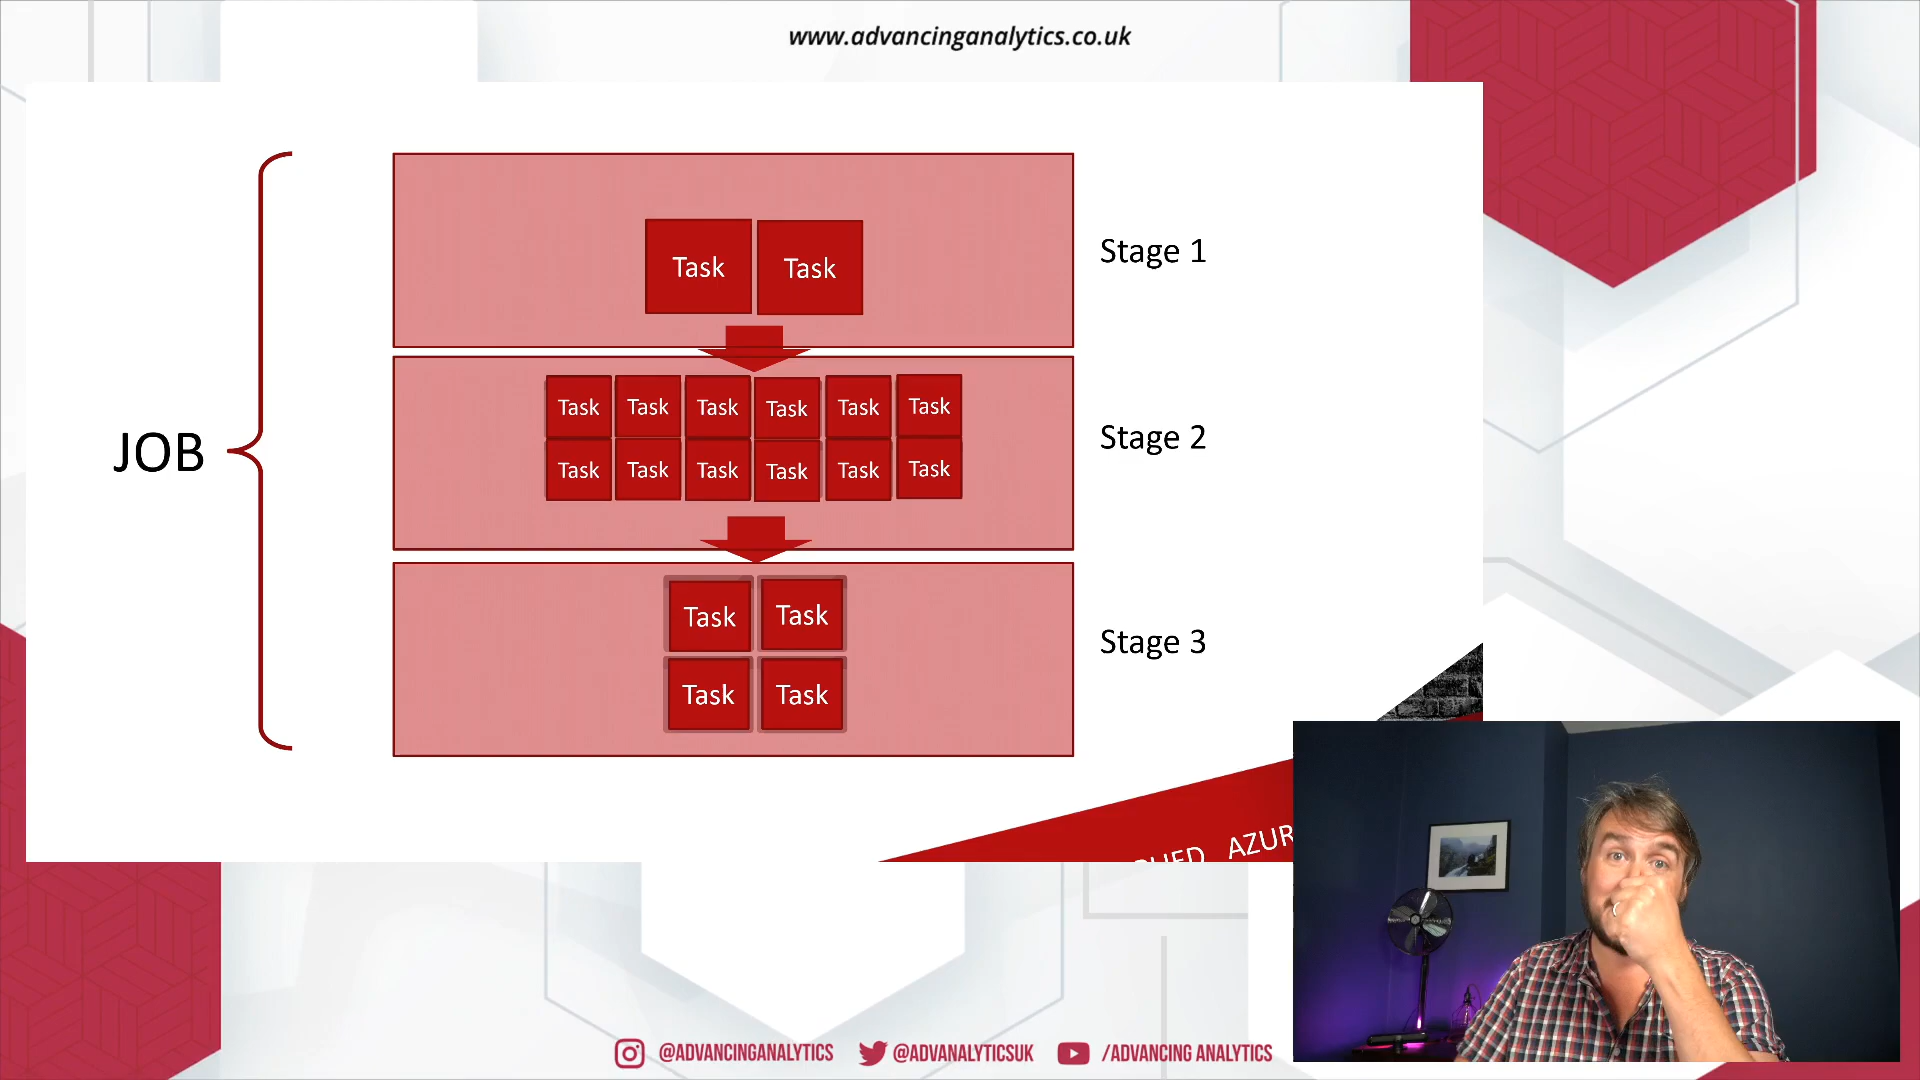 www.advancinganalytics.co.uk
JOB
Task Task
Stage 1
Task Task Task Task Task Task
Task Task Task Task Task Task
Stage 2
Task Task
Task Task
Stage 3
AZUR
@ADVANCINGANALYTICS @ADVANALYTICSUK /ADVANCING ANALYTICS